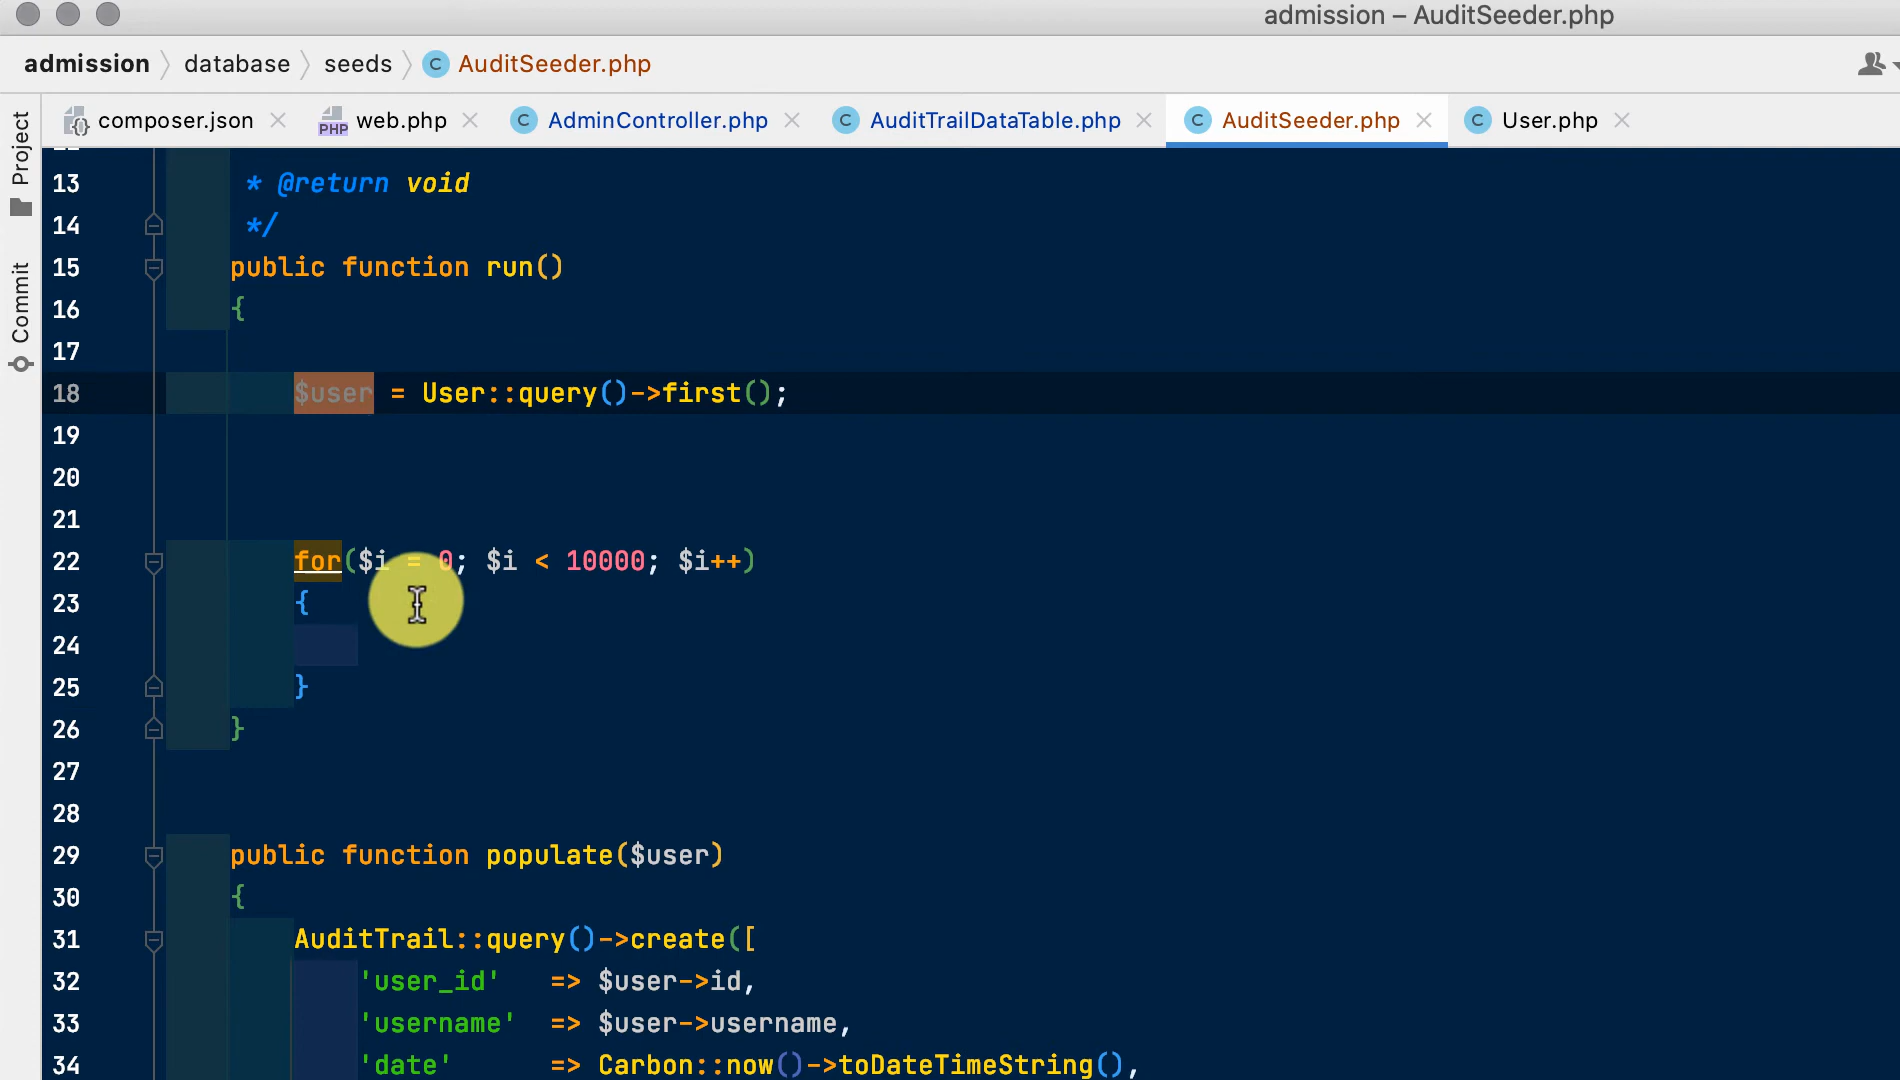 admission – AuditSeeder.php
admission database seeds C AuditSeeder.php
composer.json PHP web.php C AdminController.php C AuditTrailDataTable.php C AuditSeeder.php C User.php
Project
Commit
13 * @return void
14 */
15 public function run()
16 {
17
18 $user = User::query()->first();
19
20
21
22 for($i = 0; $i < 10000; $i++)
23 {
24
25 }
26 }
27
28
29 public function populate($user)
30 {
31 AuditTrail::query()->create([
32 'user_id' => $user->id,
33 'username' => $user->username,
34 'date' => Carbon::now()->toDateTimeString(),